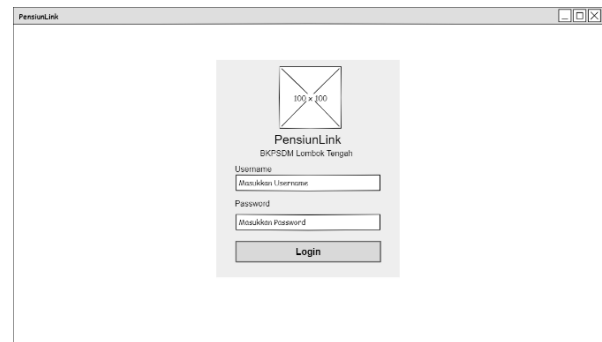 PensiunLink
100 x 100
PensiunLink
BKPSDM Lombok Tengah
Username
Masukkan Username
Password
Masukkan Password
Login